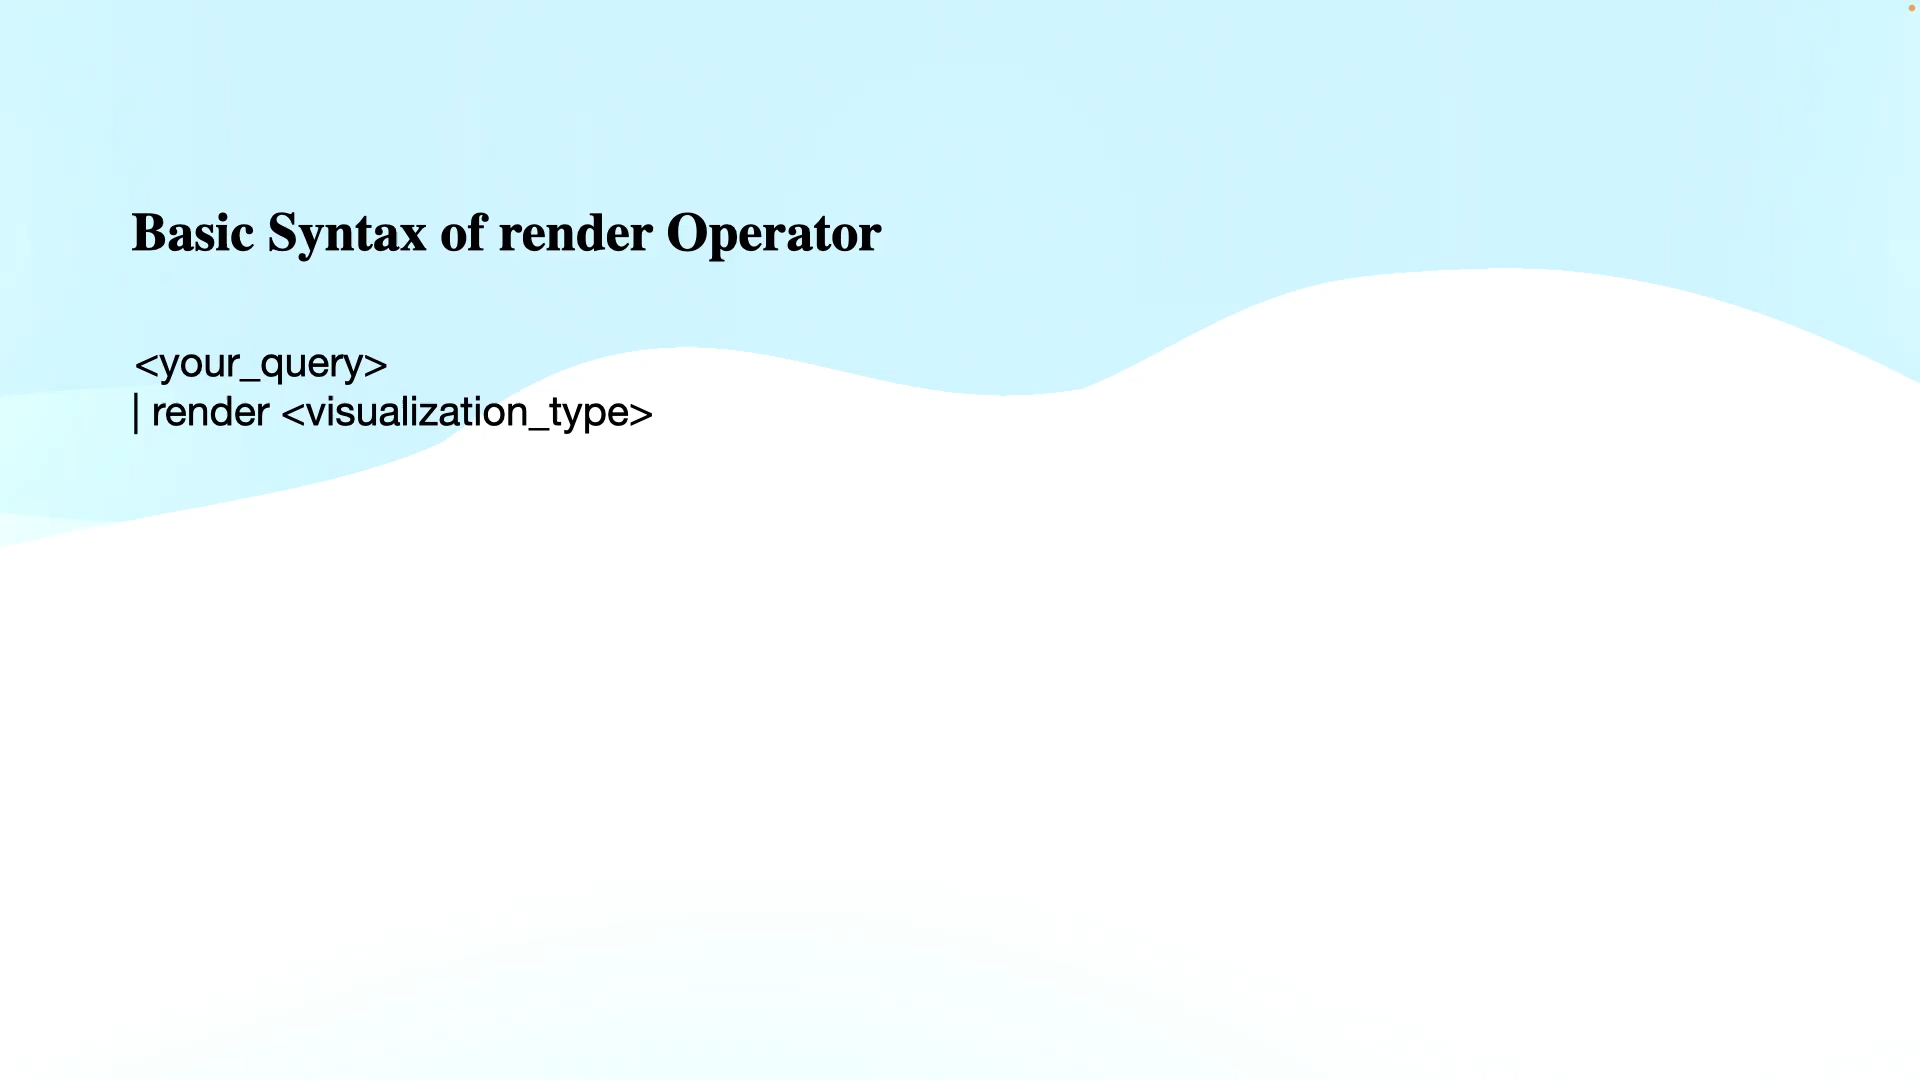 Basic Syntax of render Operator
<your_query>
| render <visualization_type>